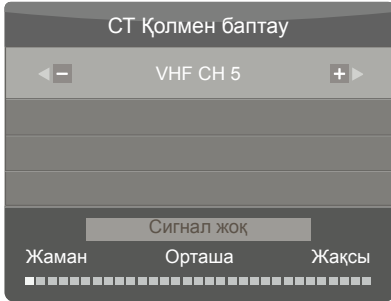 СТ Қолмен баптау
VHF CH 5
Сигнал жоқ
Жаман Орташа Жақсы